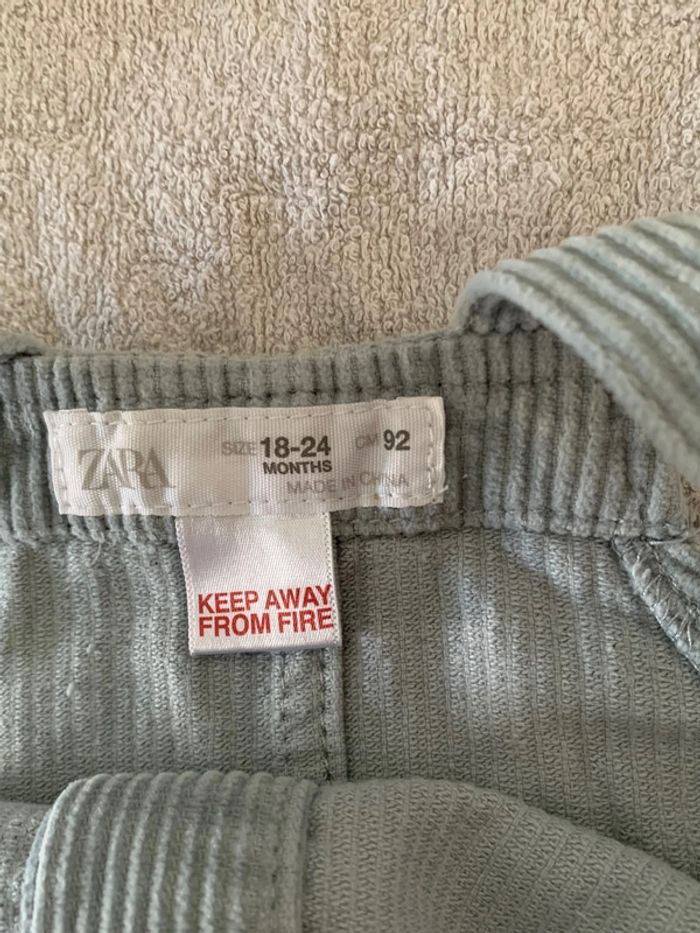 ZARA
SIZE 18-24 CM 92
MONTHS
MADE IN CHINA
KEEP AWAY
FROM FIRE